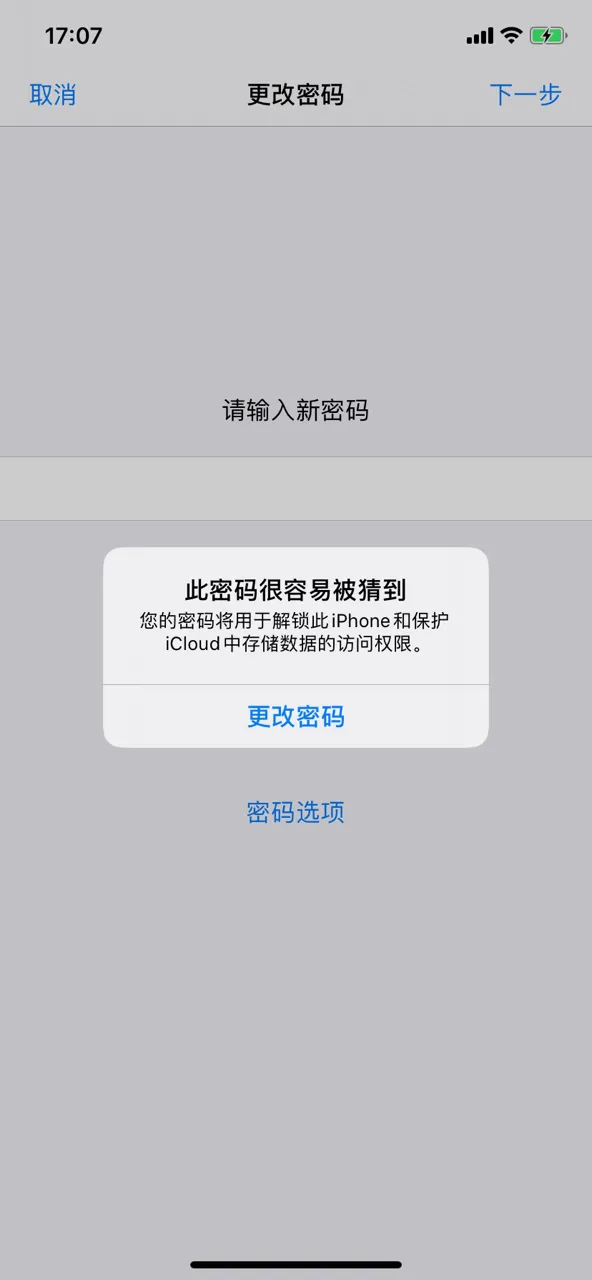 17:07
取消 更改密码 下一步
请输入新密码
此密码很容易被猜到
您的密码将用于解锁此iPhone和保护
iCloud中存储数据的访问权限。
更改密码
密码选项